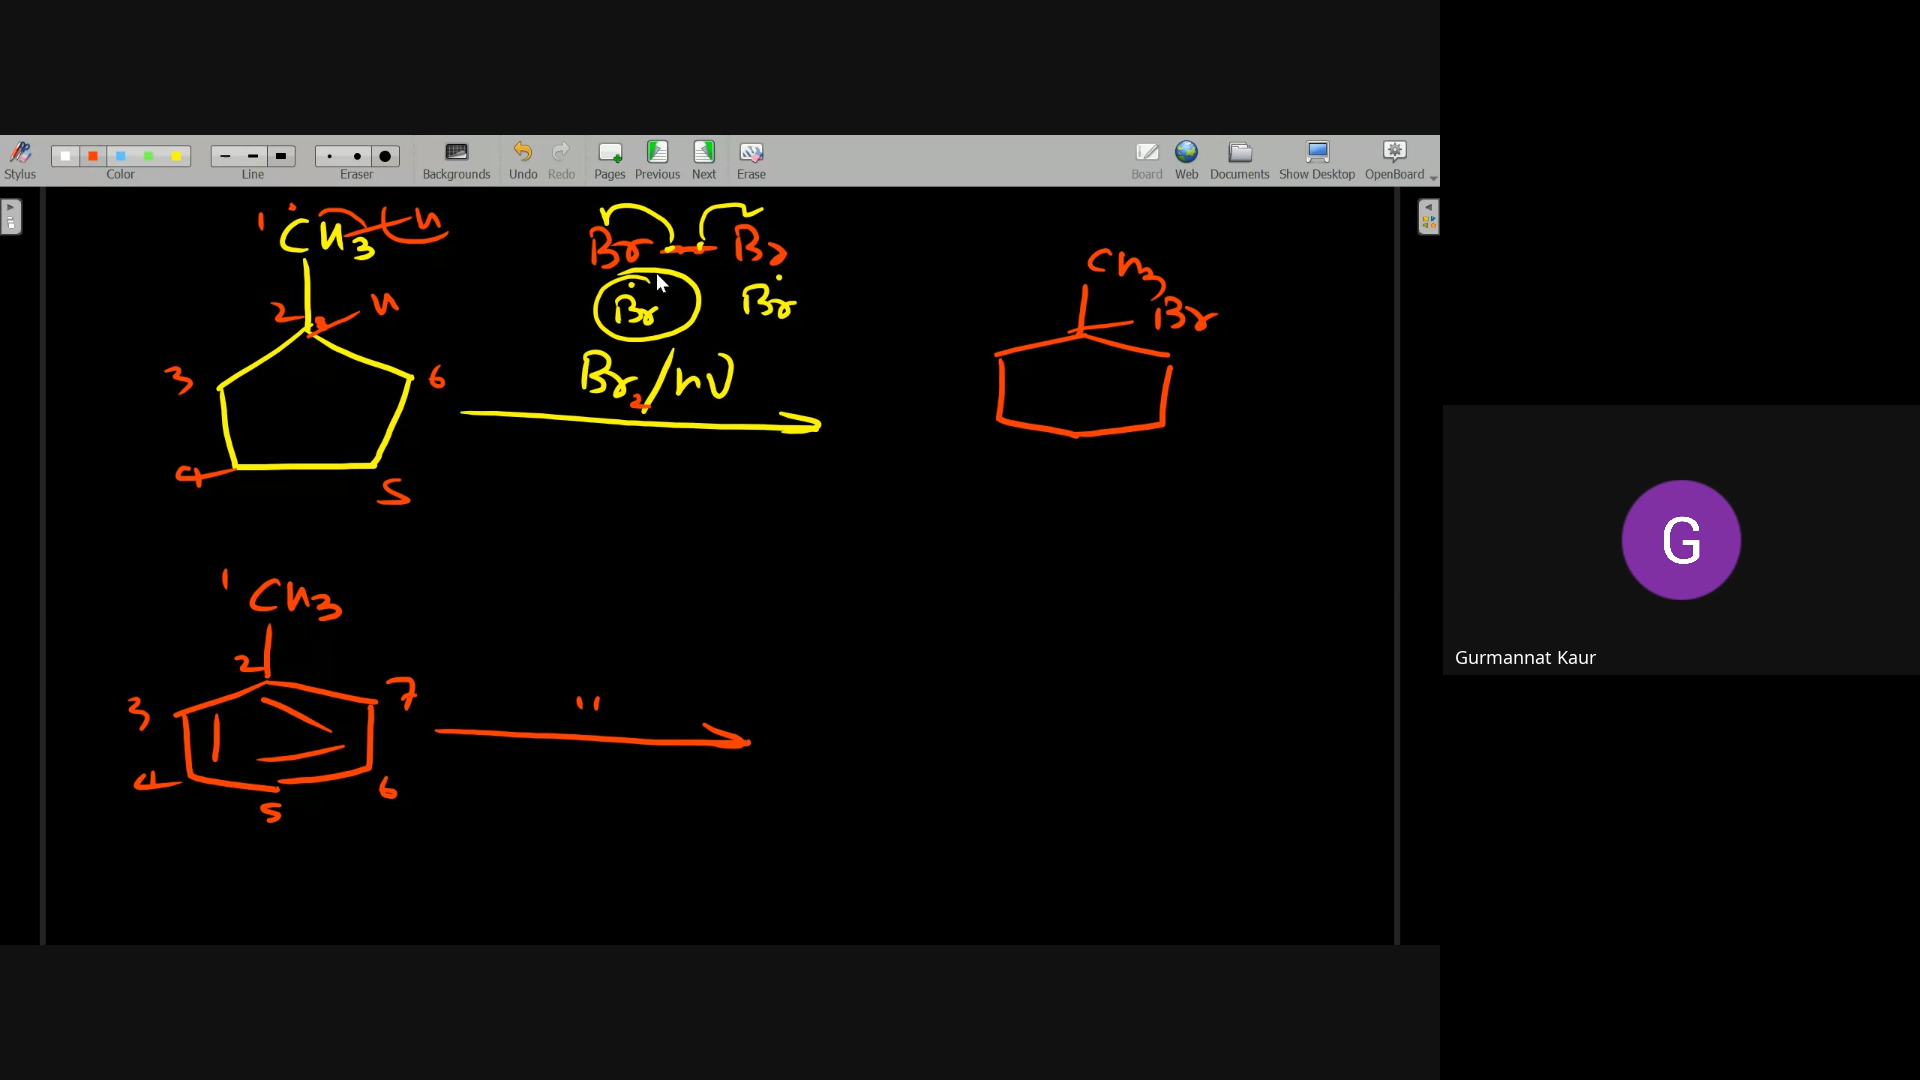 Stylus Color Line Eraser Backgrounds Undo Redo Pages Previous Next Erase Board Web Documents Show Desktop OpenBoard
1 CH3 H
Br Br
Br Br
2 H
Br2/hν
3 6
4 5
CH3
Br
1 CH3
2
3 7
"
4 6
5
G
Gurmannat Kaur